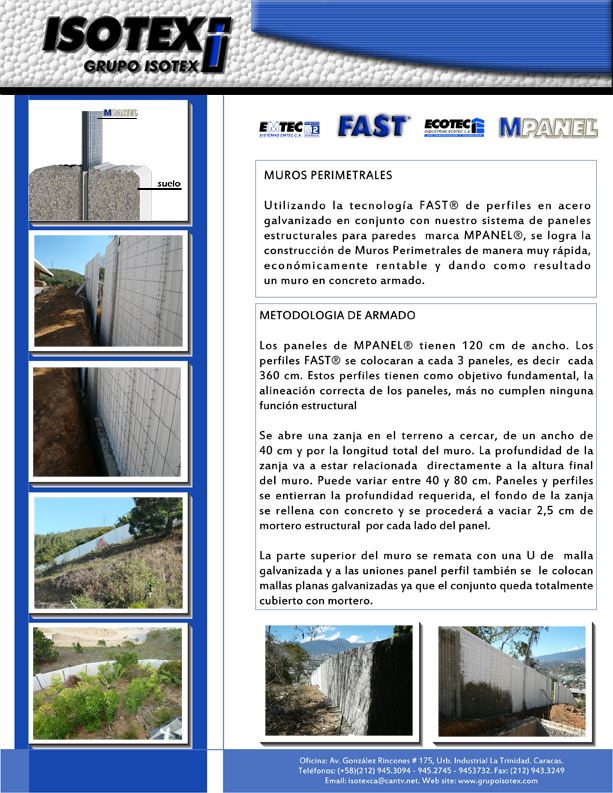 ISOTEX i
GRUPO ISOTEX
MPANEL
suelo
EMTEC
SISTEMAS EMTEC C.A.
FAST®
ECOTEC
INDUSTRIAS ECOTEC C.A.
MPANEL
MUROS PERIMETRALES
Utilizando la tecnología FAST® de perfiles en acero
galvanizado en conjunto con nuestro sistema de paneles
estructurales para paredes marca MPANEL®, se logra la
construcción de Muros Perimetrales de manera muy rápida,
económicamente rentable y dando como resultado
un muro en concreto armado.
METODOLOGIA DE ARMADO
Los paneles de MPANEL® tienen 120 cm de ancho. Los
perfiles FAST® se colocaran a cada 3 paneles, es decir cada
360 cm. Estos perfiles tienen como objetivo fundamental, la
alineación correcta de los paneles, más no cumplen ninguna
función estructural
Se abre una zanja en el terreno a cercar, de un ancho de
40 cm y por la longitud total del muro. La profundidad de la
zanja va a estar relacionada directamente a la altura final
del muro. Puede variar entre 40 y 80 cm. Paneles y perfiles
se entierran la profundidad requerida, el fondo de la zanja
se rellena con concreto y se procederá a vaciar 2,5 cm de
mortero estructural por cada lado del panel.
La parte superior del muro se remata con una U de malla
galvanizada y a las uniones panel perfil también se le colocan
mallas planas galvanizadas ya que el conjunto queda totalmente
cubierto con mortero.
Oficina: Av. González Rincones # 175, Urb. Industrial La Trinidad. Caracas.
Teléfonos: (+58)(212) 945.3094 - 945.2745 - 9453732. Fax: (212) 943.3249
Email: isotexca@cantv.net. Web site: www.grupoisotex.com